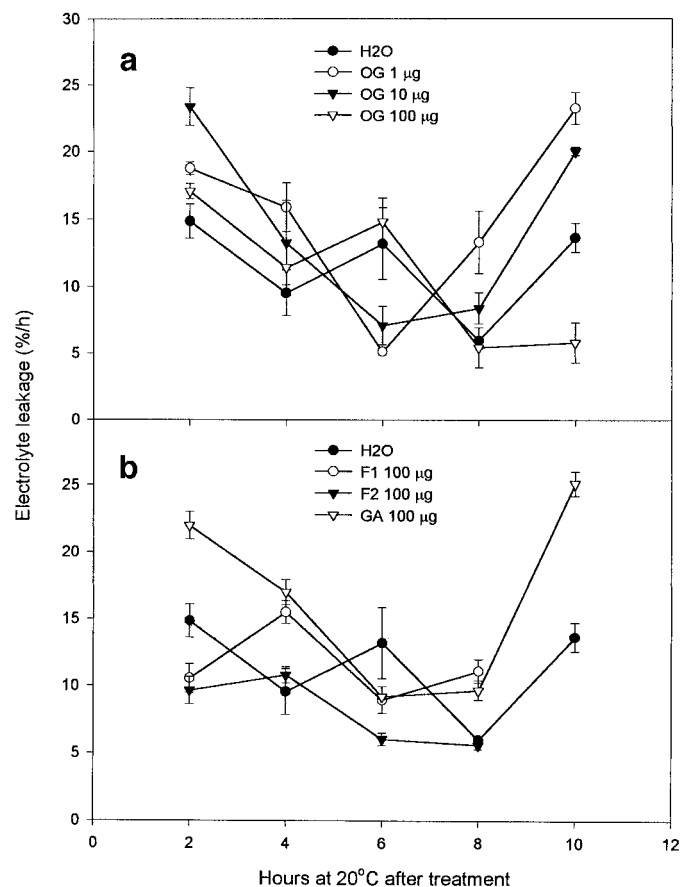 30
25
20
15
10
5
0
a
H2O
OG 1 µg
OG 10 µg
OG 100 µg
Electrolyte leakage (%/h)
b
H2O
F1 100 µg
F2 100 µg
GA 100 µg
25
20
15
10
5
0
0 2 4 6 8 10 12
Hours at 20°C after treatment